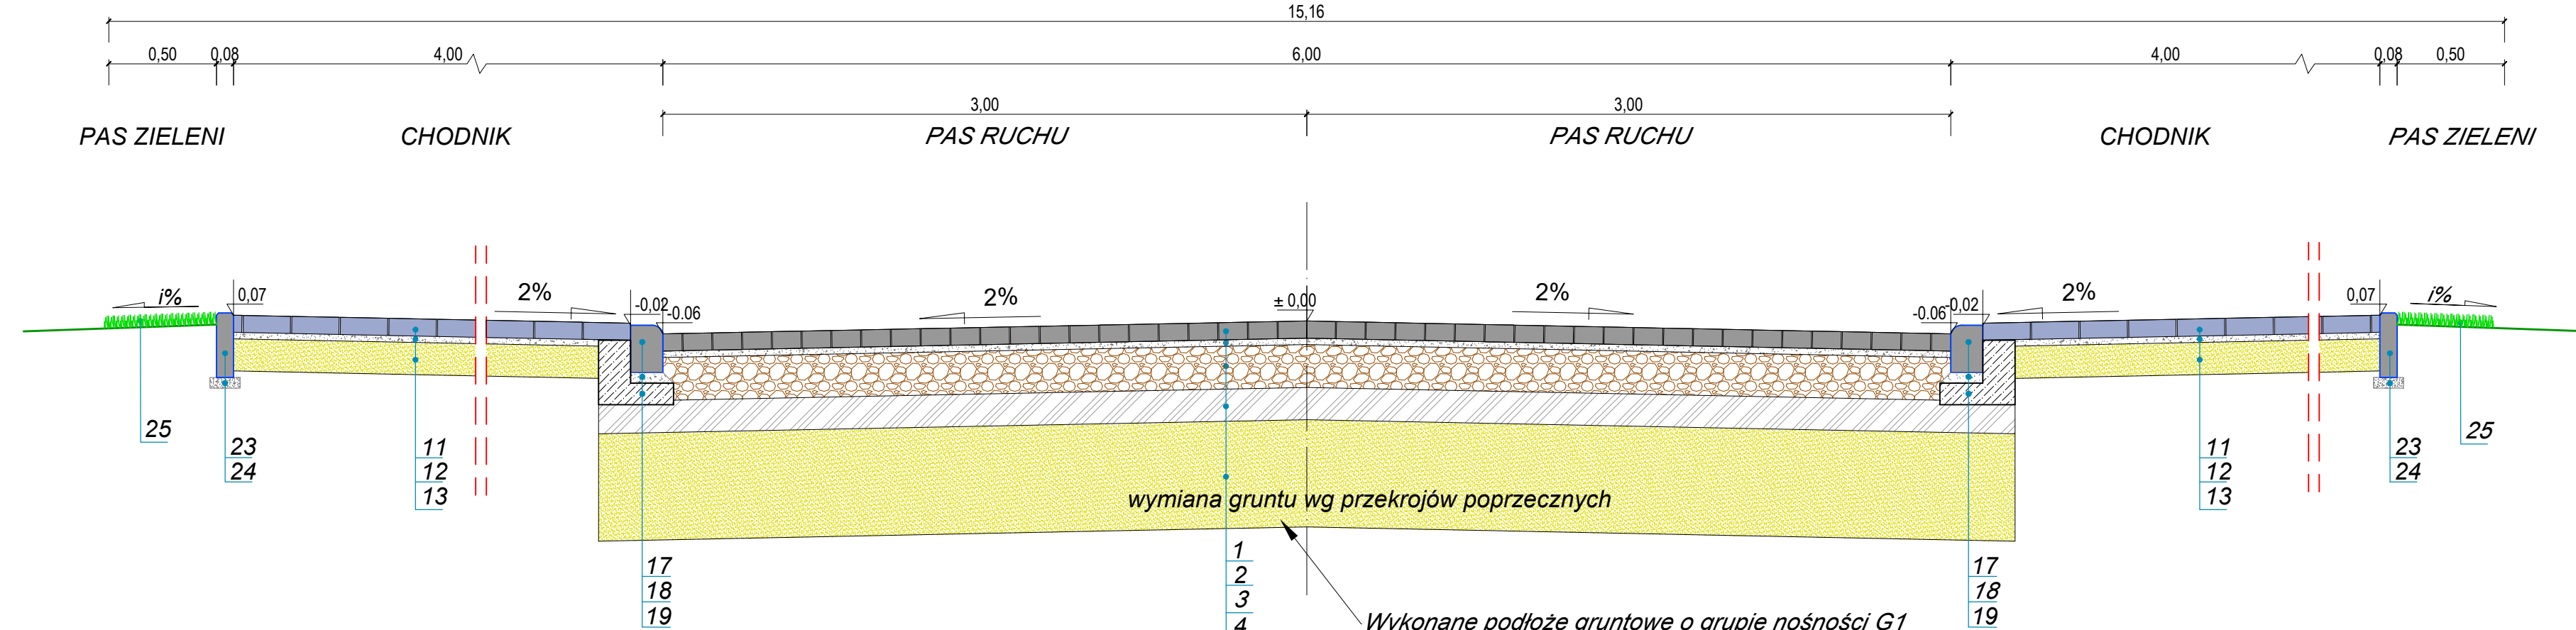 15,16
0,50 0,08 4,00 6,00 4,00 0,08 0,50
3,00 3,00
PAS ZIELENI CHODNIK PAS RUCHU PAS RUCHU CHODNIK PAS ZIELENI
i% 0,07 2% -0.02 -0.06 2% ± 0,00 2% -0.06 -0,02 2% 0,07 i%
25 23 11 11 23 25
24 12 12 24
13 13
wymiana gruntu wg przekrojów poprzecznych
17 1 17
18 2 18
19 3 19
4 Wykonane podłoże gruntowe o grupie nośności G1